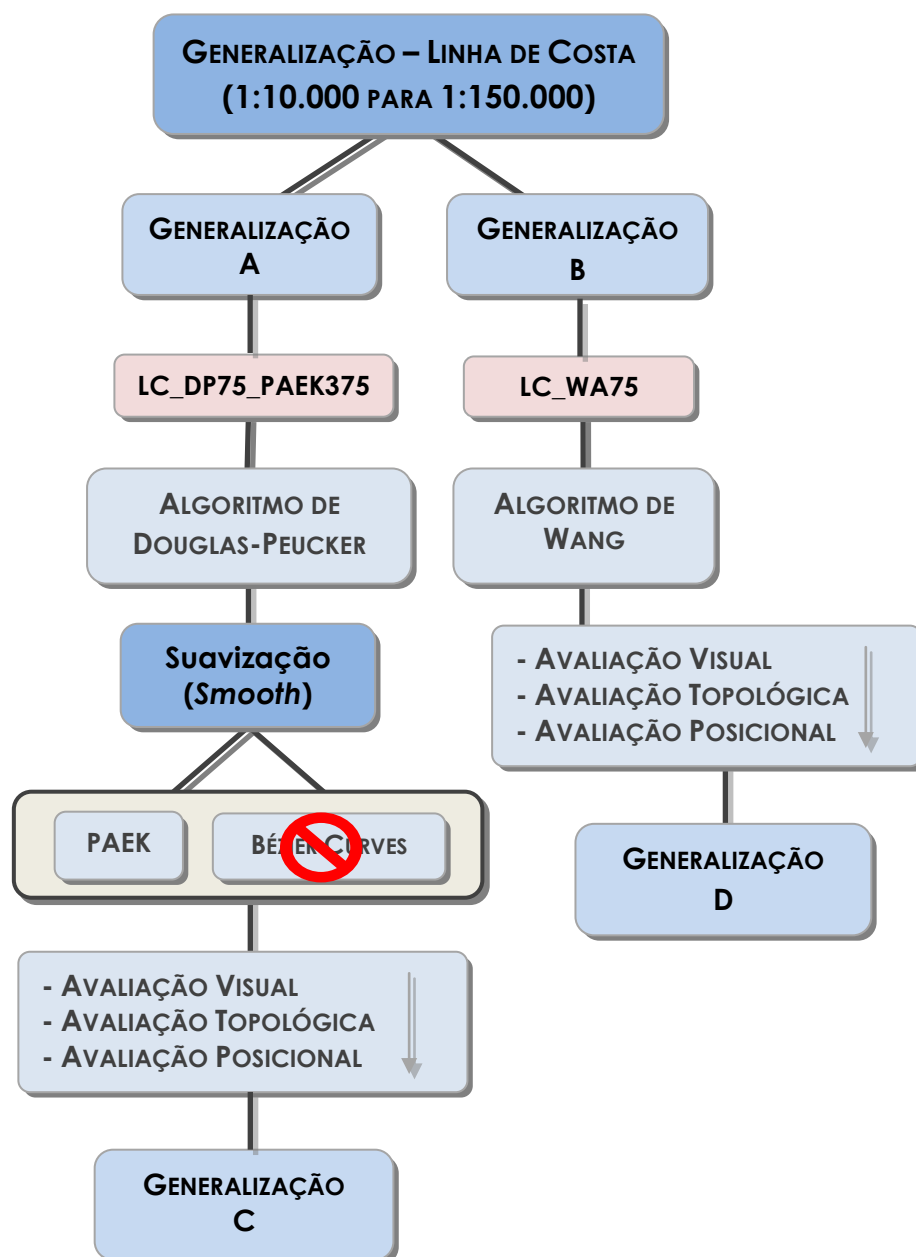 GENERALIZAÇÃO – LINHA DE COSTA
(1:10.000 PARA 1:150.000)
GENERALIZAÇÃO
A
GENERALIZAÇÃO
B
LC_DP75_PAEK375
LC_WA75
ALGORITMO DE
DOUGLAS-PEUCKER
ALGORITMO DE
WANG
Suavização
(Smooth)
- AVALIAÇÃO VISUAL
- AVALIAÇÃO TOPOLÓGICA
- AVALIAÇÃO POSICIONAL
PAEK
BÉZIER CURVES
GENERALIZAÇÃO
D
- AVALIAÇÃO VISUAL
- AVALIAÇÃO TOPOLÓGICA
- AVALIAÇÃO POSICIONAL
GENERALIZAÇÃO
C